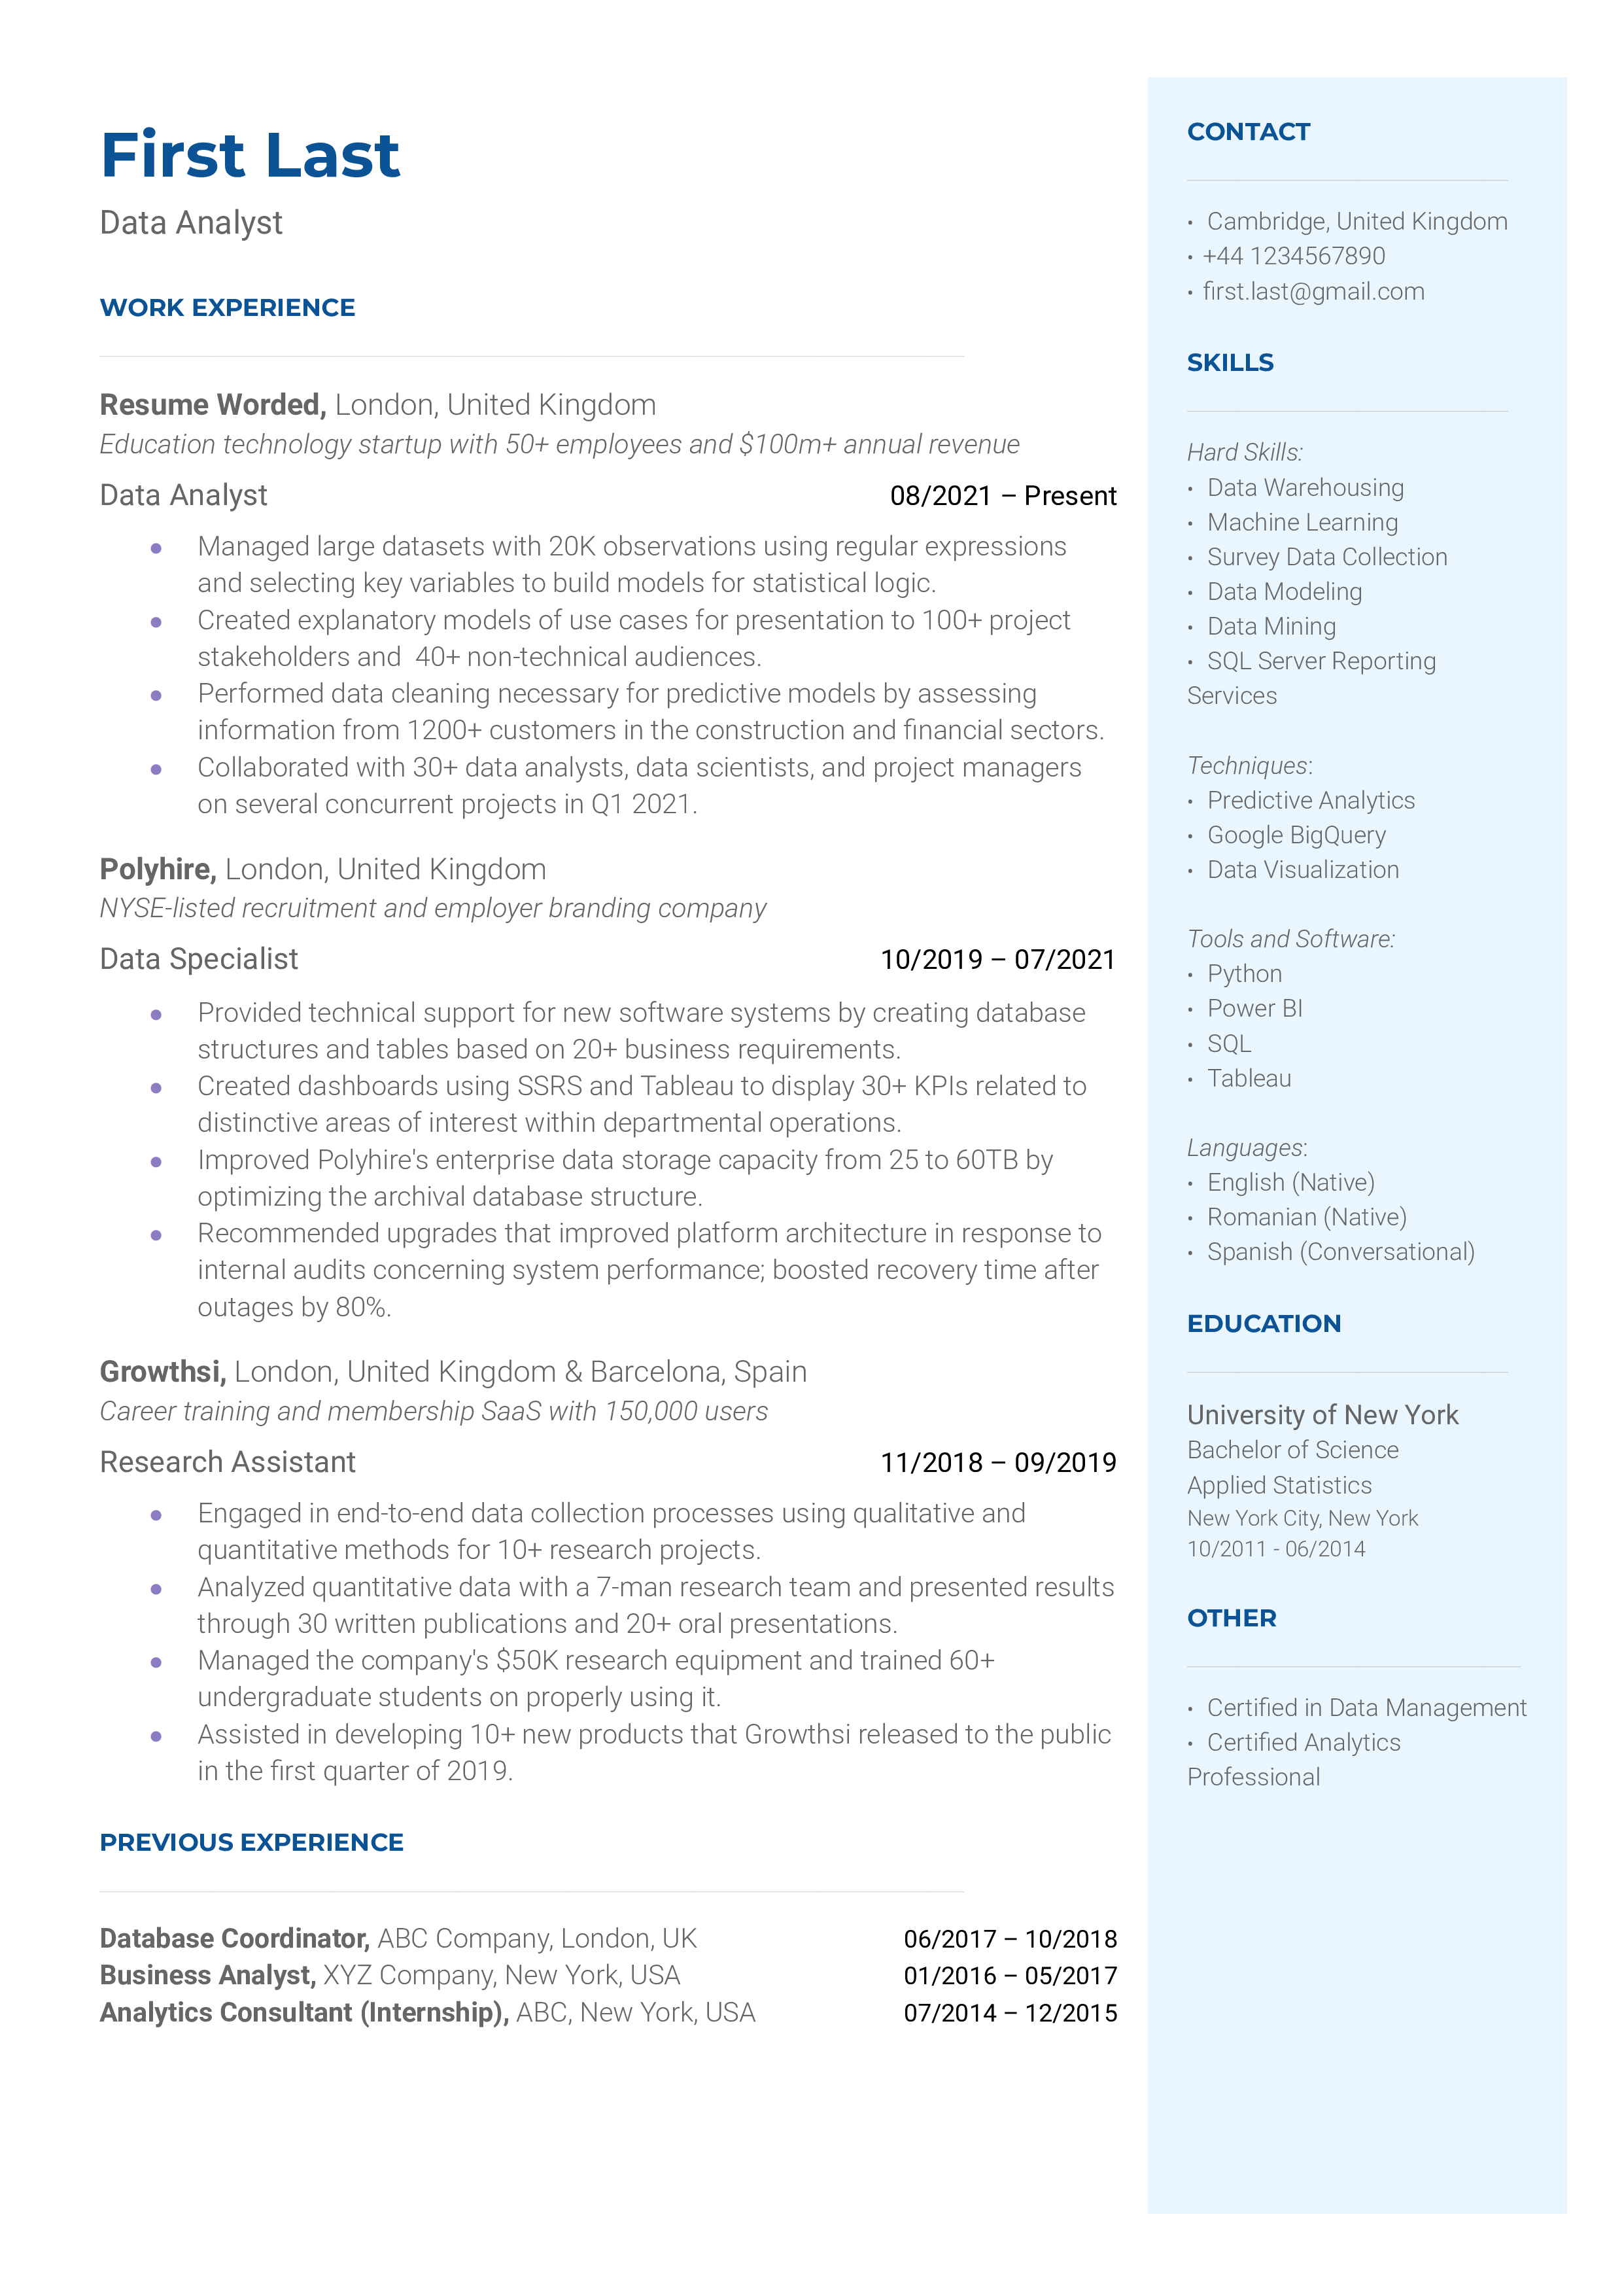 First Last
Data Analyst
WORK EXPERIENCE
Resume Worded, London, United Kingdom
Education technology startup with 50+ employees and $100m+ annual revenue
Data Analyst 08/2021 – Present
● Managed large datasets with 20K observations using regular expressions
and selecting key variables to build models for statistical logic.
● Created explanatory models of use cases for presentation to 100+ project
stakeholders and  40+ non-technical audiences.
● Performed data cleaning necessary for predictive models by assessing
information from 1200+ customers in the construction and financial sectors.
● Collaborated with 30+ data analysts, data scientists, and project managers
on several concurrent projects in Q1 2021.
Polyhire, London, United Kingdom
NYSE-listed recruitment and employer branding company
Data Specialist 10/2019 – 07/2021
● Provided technical support for new software systems by creating database
structures and tables based on 20+ business requirements.
● Created dashboards using SSRS and Tableau to display 30+ KPIs related to
distinctive areas of interest within departmental operations.
● Improved Polyhire's enterprise data storage capacity from 25 to 60TB by
optimizing the archival database structure.
● Recommended upgrades that improved platform architecture in response to
internal audits concerning system performance; boosted recovery time after
outages by 80%.
Growthsi, London, United Kingdom & Barcelona, Spain
Career training and membership SaaS with 150,000 users
Research Assistant 11/2018 – 09/2019
● Engaged in end-to-end data collection processes using qualitative and
quantitative methods for 10+ research projects.
● Analyzed quantitative data with a 7-man research team and presented results
through 30 written publications and 20+ oral presentations.
● Managed the company's $50K research equipment and trained 60+
undergraduate students on properly using it.
● Assisted in developing 10+ new products that Growthsi released to the public
in the first quarter of 2019.
PREVIOUS EXPERIENCE
Database Coordinator, ABC Company, London, UK 06/2017 – 10/2018
Business Analyst, XYZ Company, New York, USA 01/2016 – 05/2017
Analytics Consultant (Internship), ABC, New York, USA 07/2014 – 12/2015
CONTACT
• Cambridge, United Kingdom
• +44 1234567890
• first.last@gmail.com
SKILLS
Hard Skills:
• Data Warehousing
• Machine Learning
• Survey Data Collection
• Data Modeling
• Data Mining
• SQL Server Reporting
Services
Techniques:
• Predictive Analytics
• Google BigQuery
• Data Visualization
Tools and Software:
• Python
• Power BI
• SQL
• Tableau
Languages:
• English (Native)
• Romanian (Native)
• Spanish (Conversational)
EDUCATION
University of New York
Bachelor of Science
Applied Statistics
New York City, New York
10/2011 - 06/2014
OTHER
• Certified in Data Management
• Certified Analytics
Professional